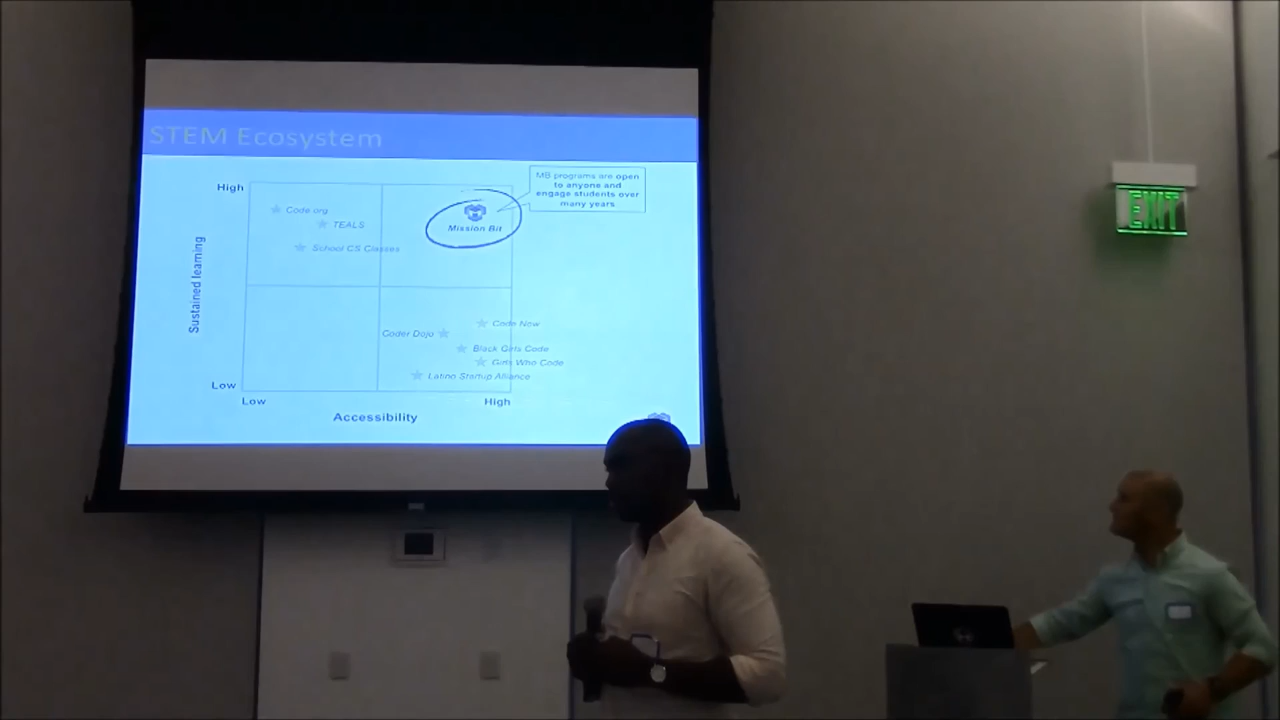 STEM Ecosystem
MB programs are open
to anyone and
engage students over
many years
High
Code.org
TEALS
School CS Classes
Mission Bit
Sustained learning
Coder Dojo
Code Now
Black Girls Code
Girls Who Code
Latino Startup Alliance
Low
Low
High
Accessibility
EXIT